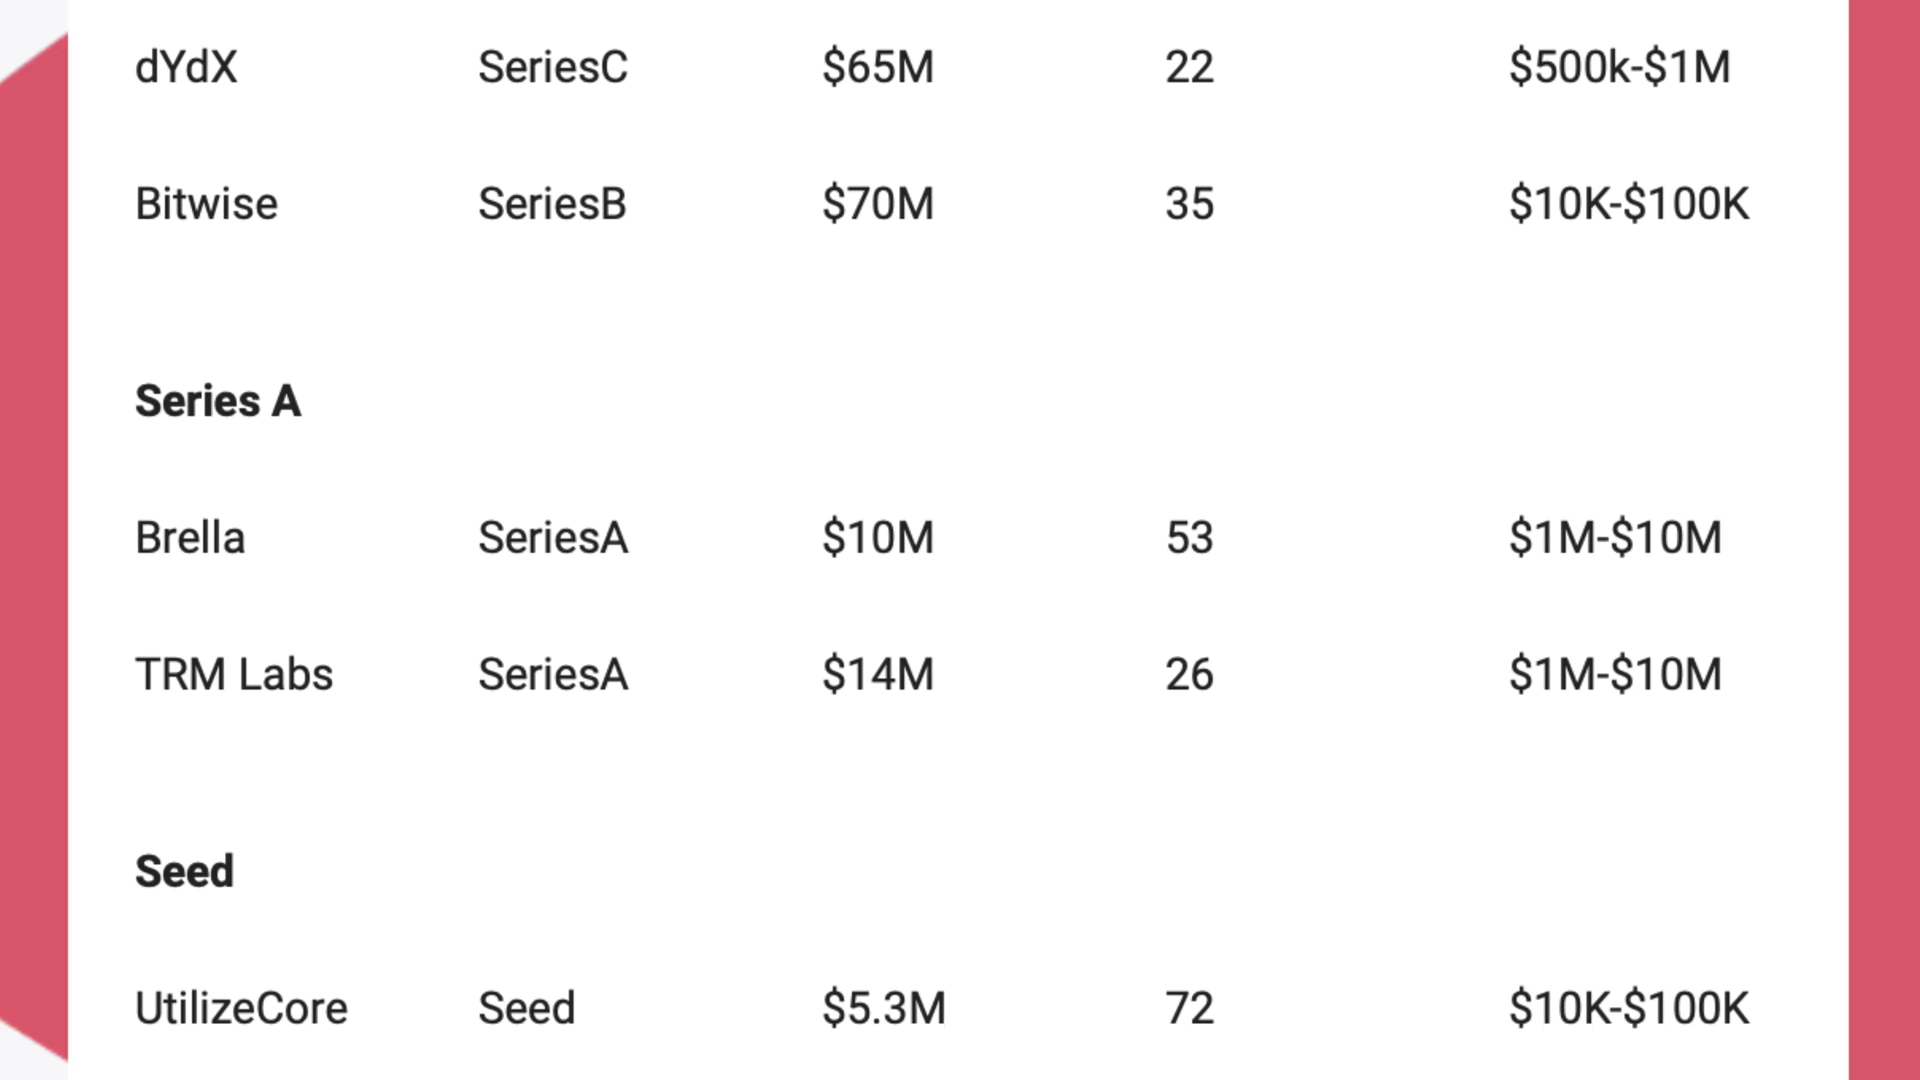 dYdX SeriesC $65M 22 $500k-$1M
Bitwise SeriesB $70M 35 $10K-$100K
Series A
Brella SeriesA $10M 53 $1M-$10M
TRM Labs SeriesA $14M 26 $1M-$10M
Seed
UtilizeCore Seed $5.3M 72 $10K-$100K